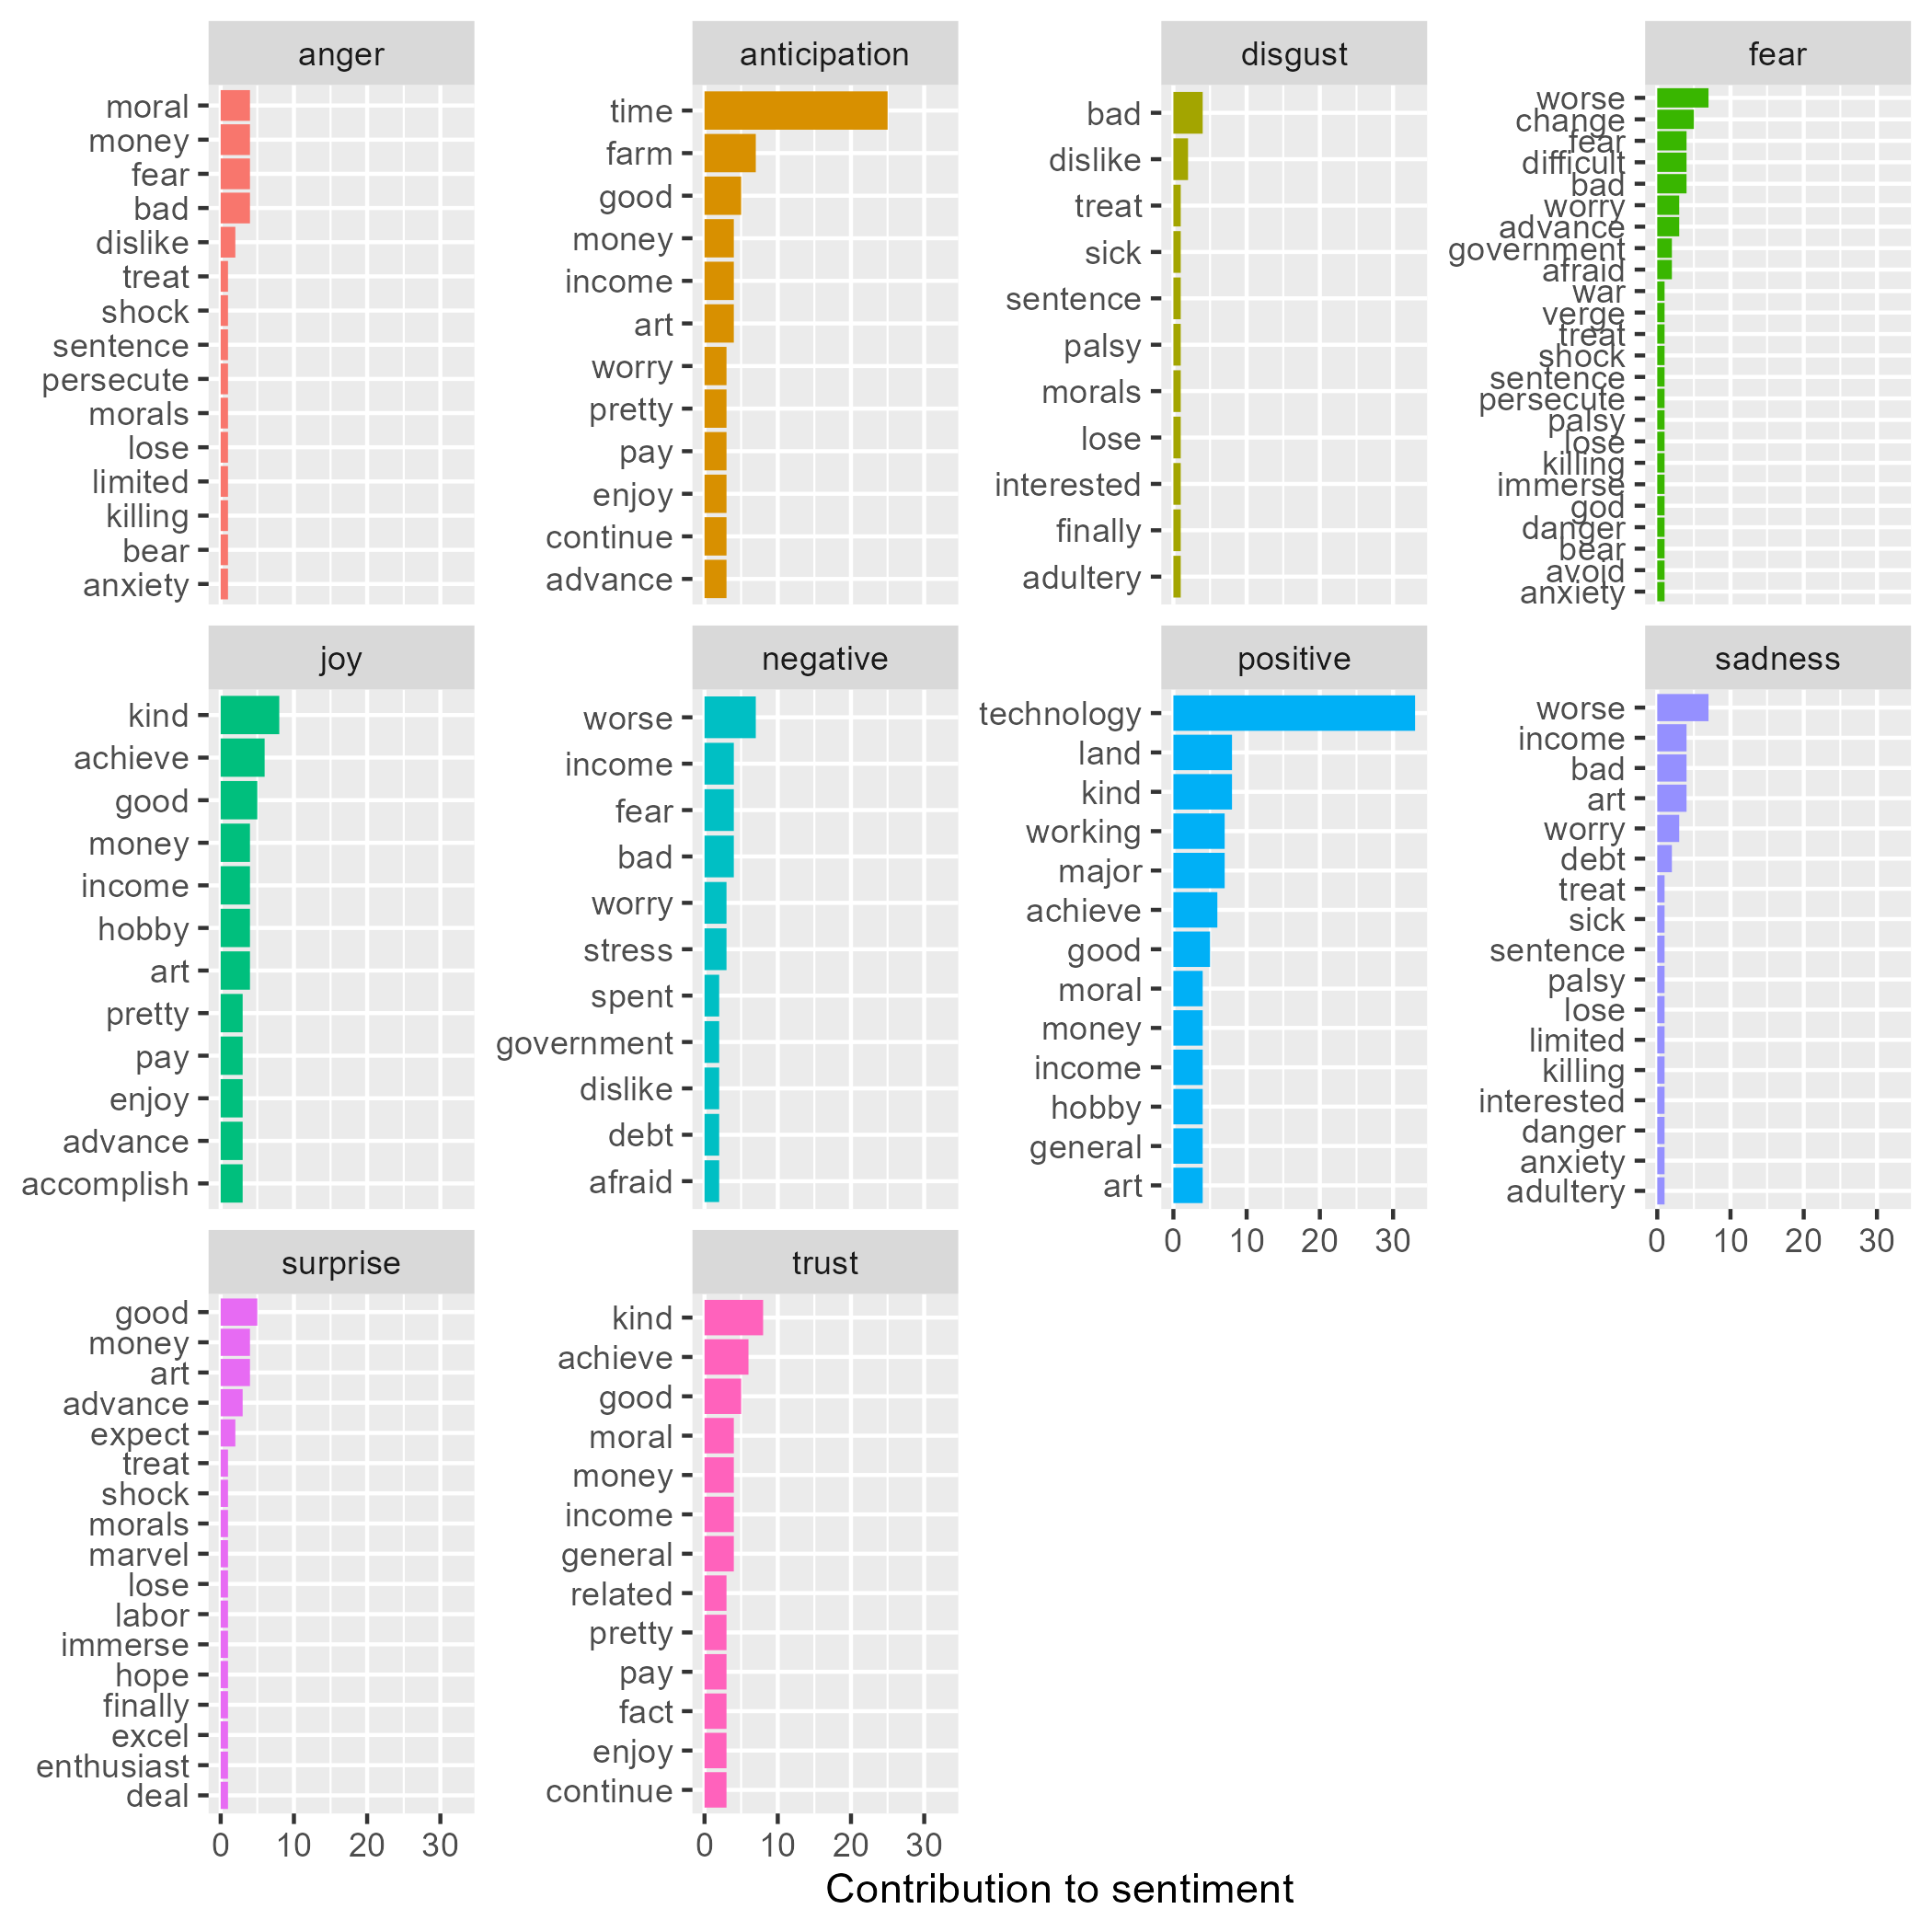 anger
moral
money
fear
bad
dislike
treat
shock
sentence
persecute
morals
lose
limited
killing
bear
anxiety
anticipation
time
farm
good
money
income
art
worry
pretty
pay
enjoy
continue
advance
disgust
bad
dislike
treat
sick
sentence
palsy
morals
lose
interested
finally
adultery
fear
worse
change
fear
difficult
bad
worry
advance
government
afraid
war
verge
treat
shock
sentence
persecute
palsy
lose
killing
immerse
god
danger
bear
avoid
anxiety
joy
kind
achieve
good
money
income
hobby
art
pretty
pay
enjoy
advance
accomplish
negative
worse
income
fear
bad
worry
stress
spent
government
dislike
debt
afraid
positive
technology
land
kind
working
major
achieve
good
moral
money
income
hobby
general
art
0 10 20 30
sadness
worse
income
bad
art
worry
debt
treat
sick
sentence
palsy
lose
limited
killing
interested
danger
anxiety
adultery
0 10 20 30
surprise
good
money
art
advance
expect
treat
shock
morals
marvel
lose
labor
immerse
hope
finally
excel
enthusiast
deal
0 10 20 30
trust
kind
achieve
good
moral
money
income
general
related
pretty
pay
fact
enjoy
continue
0 10 20 30
Contribution to sentiment